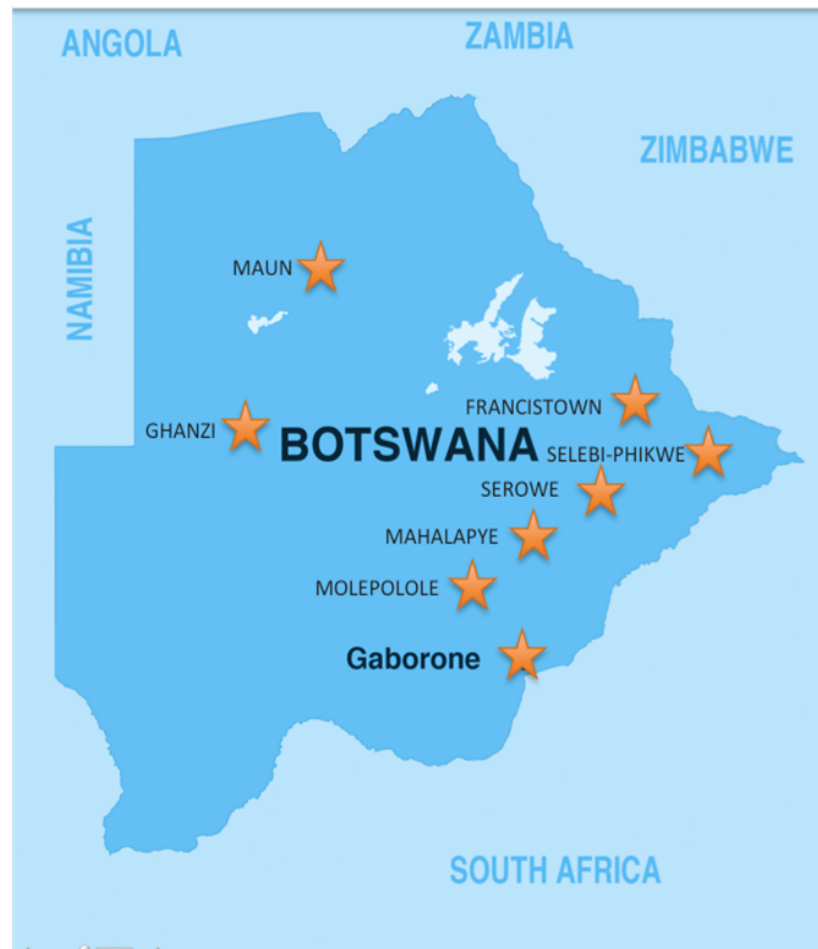 ANGOLA
ZAMBIA
ZIMBABWE
NAMIBIA
MAUN
FRANCISTOWN
GHANZI
BOTSWANA
SELEBI-PHIKWE
SEROWE
MAHALAPYE
MOLEPOLOLE
Gaborone
SOUTH AFRICA